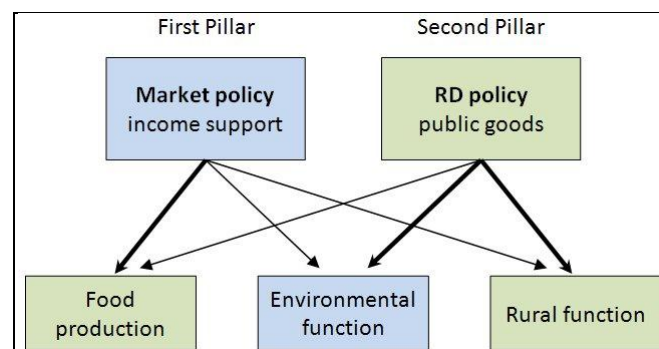 First Pillar
Second Pillar
Market policy
income support
RD policy
public goods
Food
production
Environmental
function
Rural function